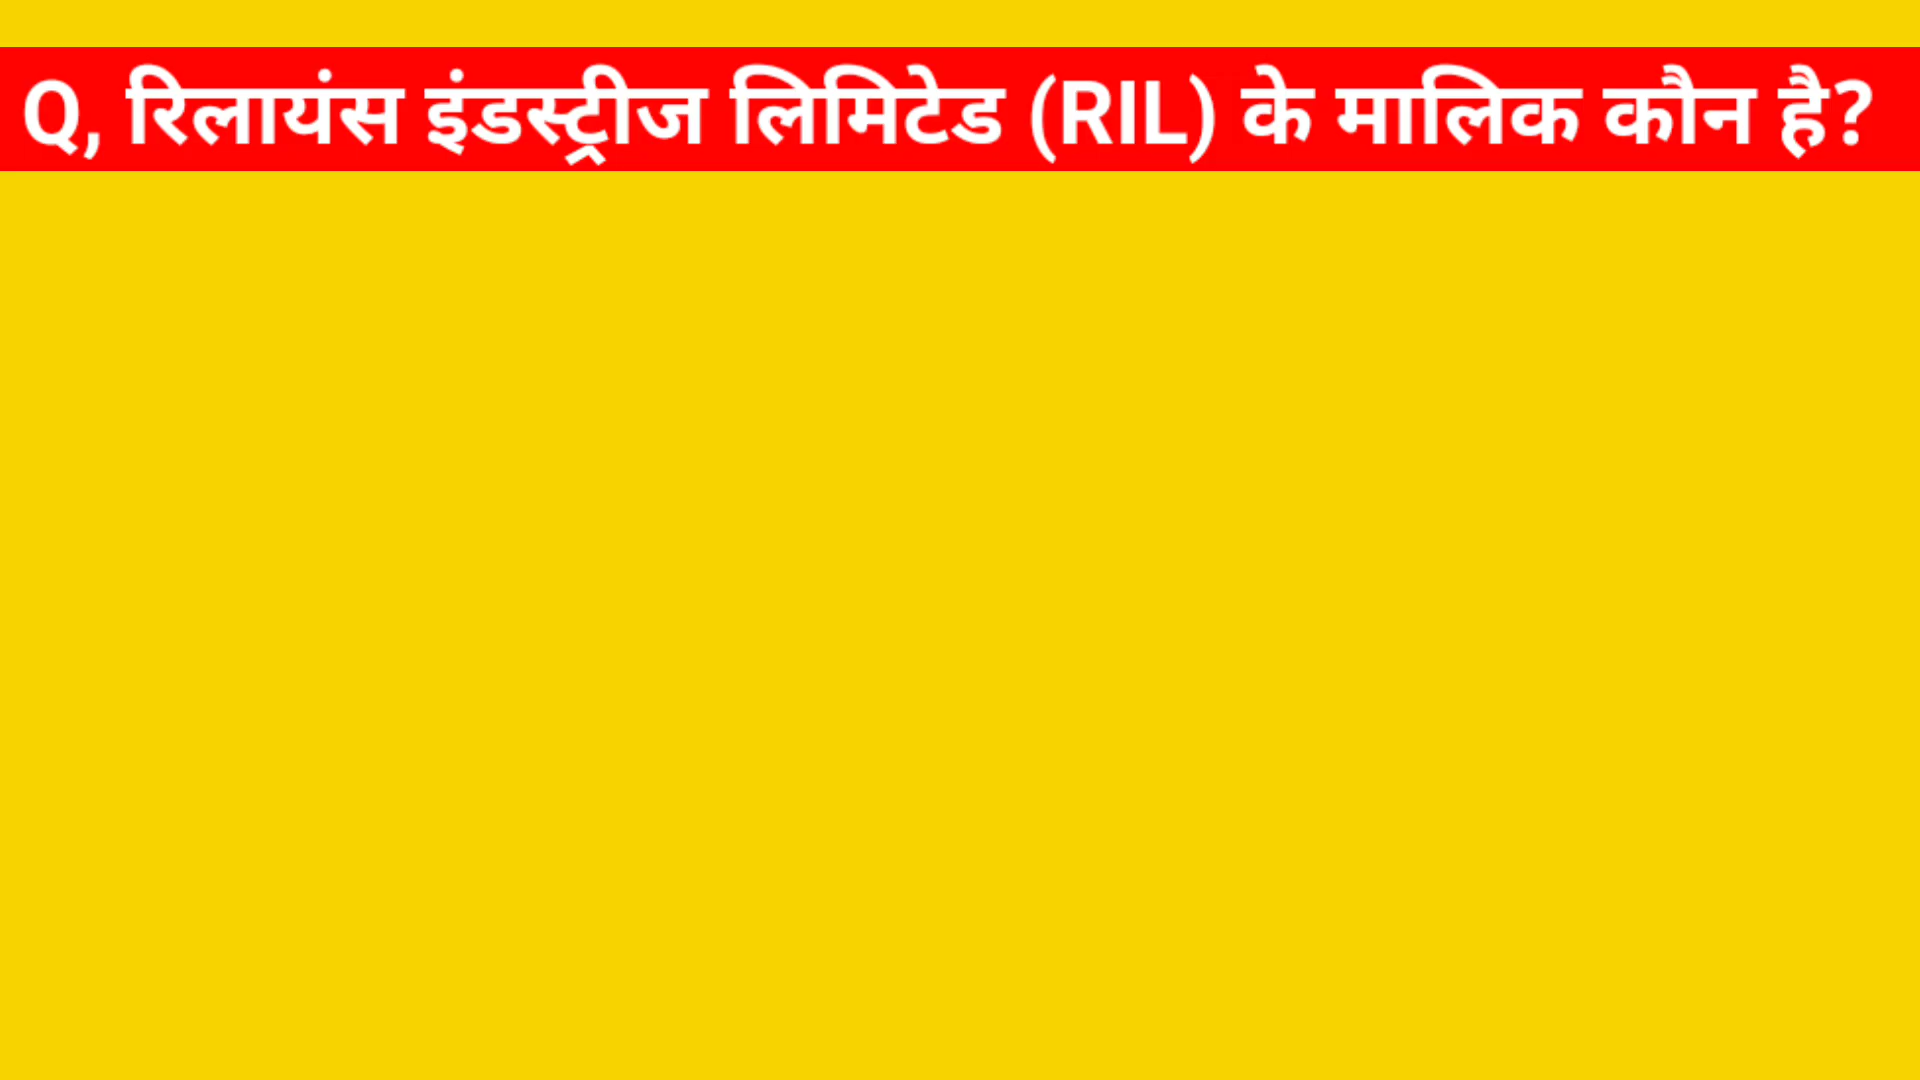 Q, रिलायंस इंडस्ट्रीज लिमिटेड (RIL) के मालिक कौन है?